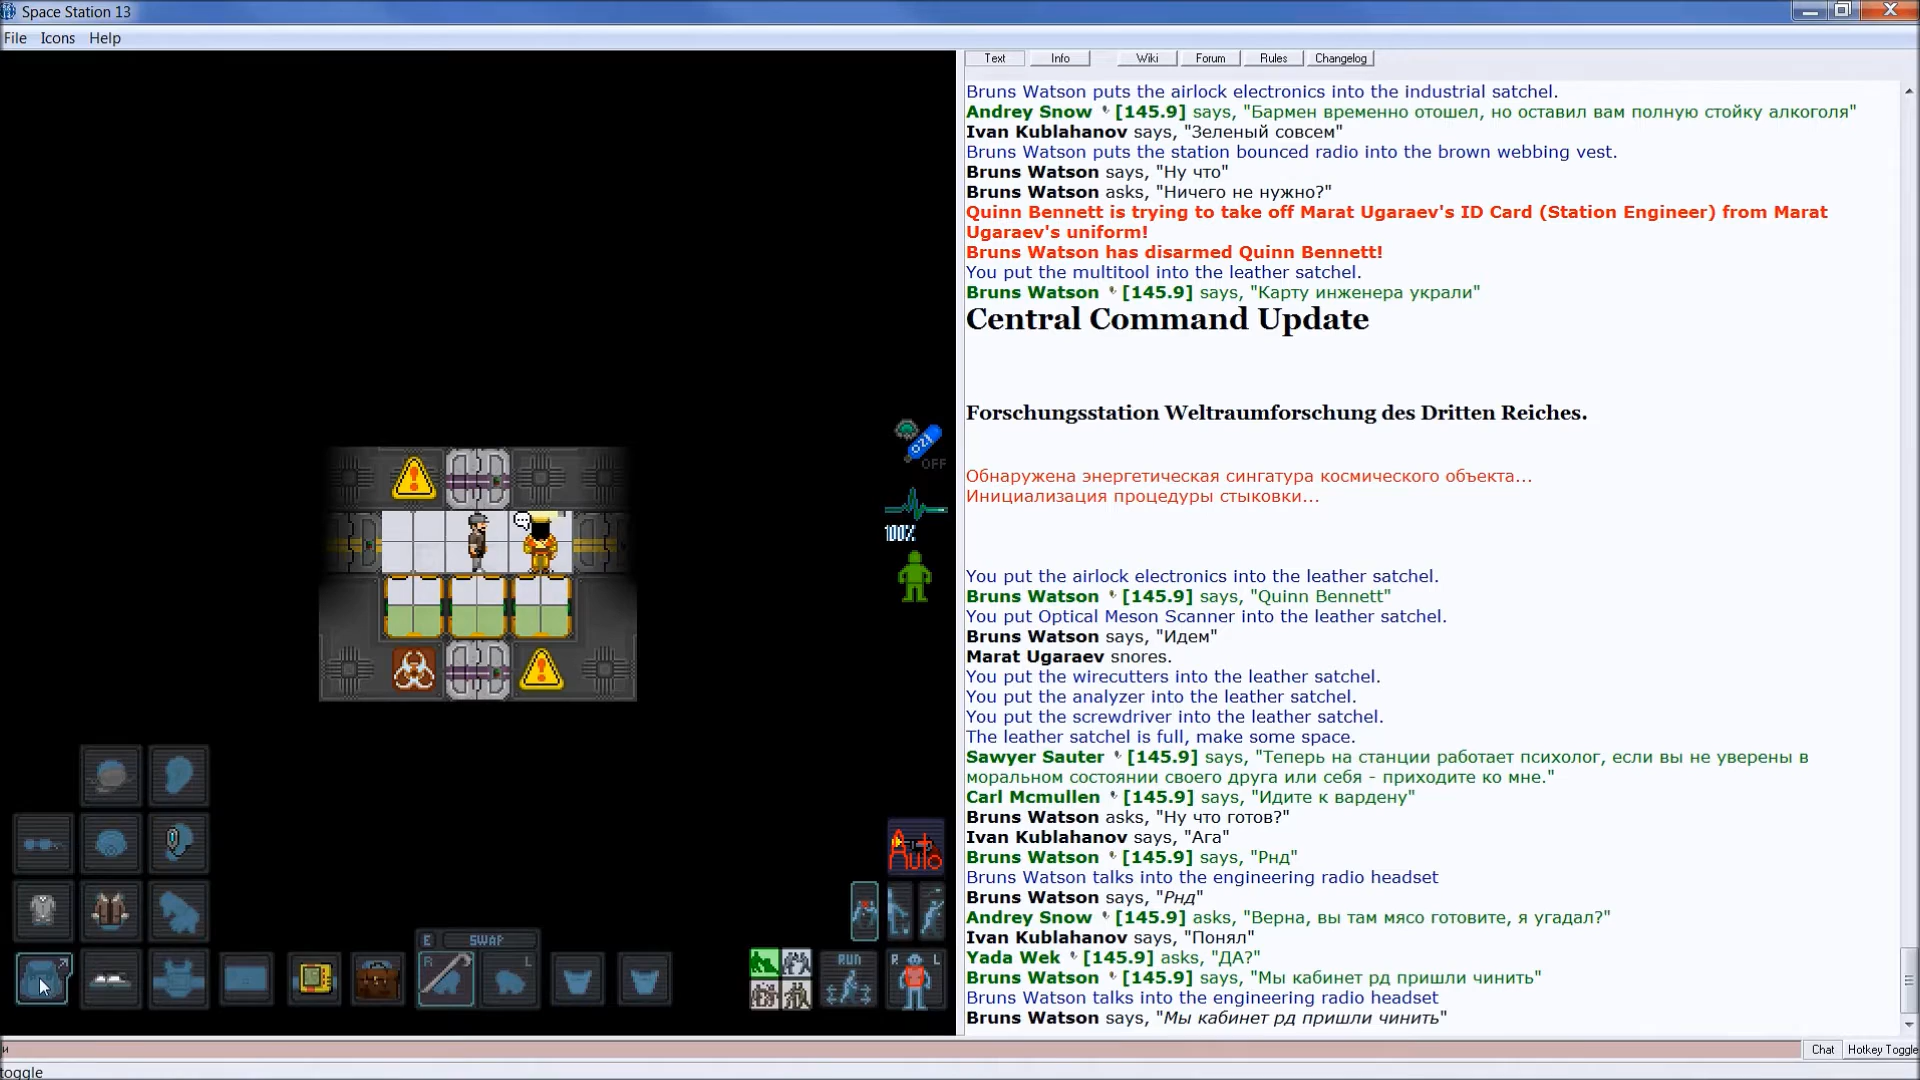 Space Station 13
File Icons Help
Text Info Wiki Forum Rules Changelog
Bruns Watson puts the airlock electronics into the industrial satchel.
Andrey Snow [145.9] says, "Бармен временно отошел, но оставил вам полную стойку алкоголя"
Ivan Kublahanov says, "Зеленый совсем"
Bruns Watson puts the station bounced radio into the brown webbing vest.
Bruns Watson says, "Ну что"
Bruns Watson asks, "Ничего не нужно?"
Quinn Bennett is trying to take off Marat Ugaraev's ID Card (Station Engineer) from Marat
Ugaraev's uniform!
Bruns Watson has disarmed Quinn Bennett!
You put the multitool into the leather satchel.
Bruns Watson [145.9] says, "Карту инженера украли"
Central Command Update
Forschungsstation Weltraumforschung des Dritten Reiches.
Обнаружена энергетическая сингатура космического объекта...
Инициализация процедуры стыковки...
You put the airlock electronics into the leather satchel.
Bruns Watson [145.9] says, "Quinn Bennett"
You put Optical Meson Scanner into the leather satchel.
Bruns Watson says, "Идем"
Marat Ugaraev snores.
You put the wirecutters into the leather satchel.
You put the analyzer into the leather satchel.
You put the screwdriver into the leather satchel.
The leather satchel is full, make some space.
Sawyer Sauter [145.9] says, "Теперь на станции работает психолог, если вы не уверены в
моральном состоянии своего друга или себя - приходите ко мне."
Carl Mcmullen [145.9] says, "Идите к вардену"
Bruns Watson asks, "Ну что готов?"
Ivan Kublahanov says, "Ага"
Bruns Watson [145.9] says, "Рнд"
Bruns Watson talks into the engineering radio headset
Bruns Watson says, "Рнд"
Andrey Snow [145.9] asks, "Верна, вы там мясо готовите, я угадал?"
Ivan Kublahanov says, "Понял"
Yada Wek [145.9] asks, "ДА?"
Bruns Watson [145.9] says, "Мы кабинет рд пришли чинить"
Bruns Watson talks into the engineering radio headset
Bruns Watson says, "Мы кабинет рд пришли чинить"
OFF
100%
Auto
E SWAP
R L
RUN
R L
и
Chat Hotkey Toggle
toggle